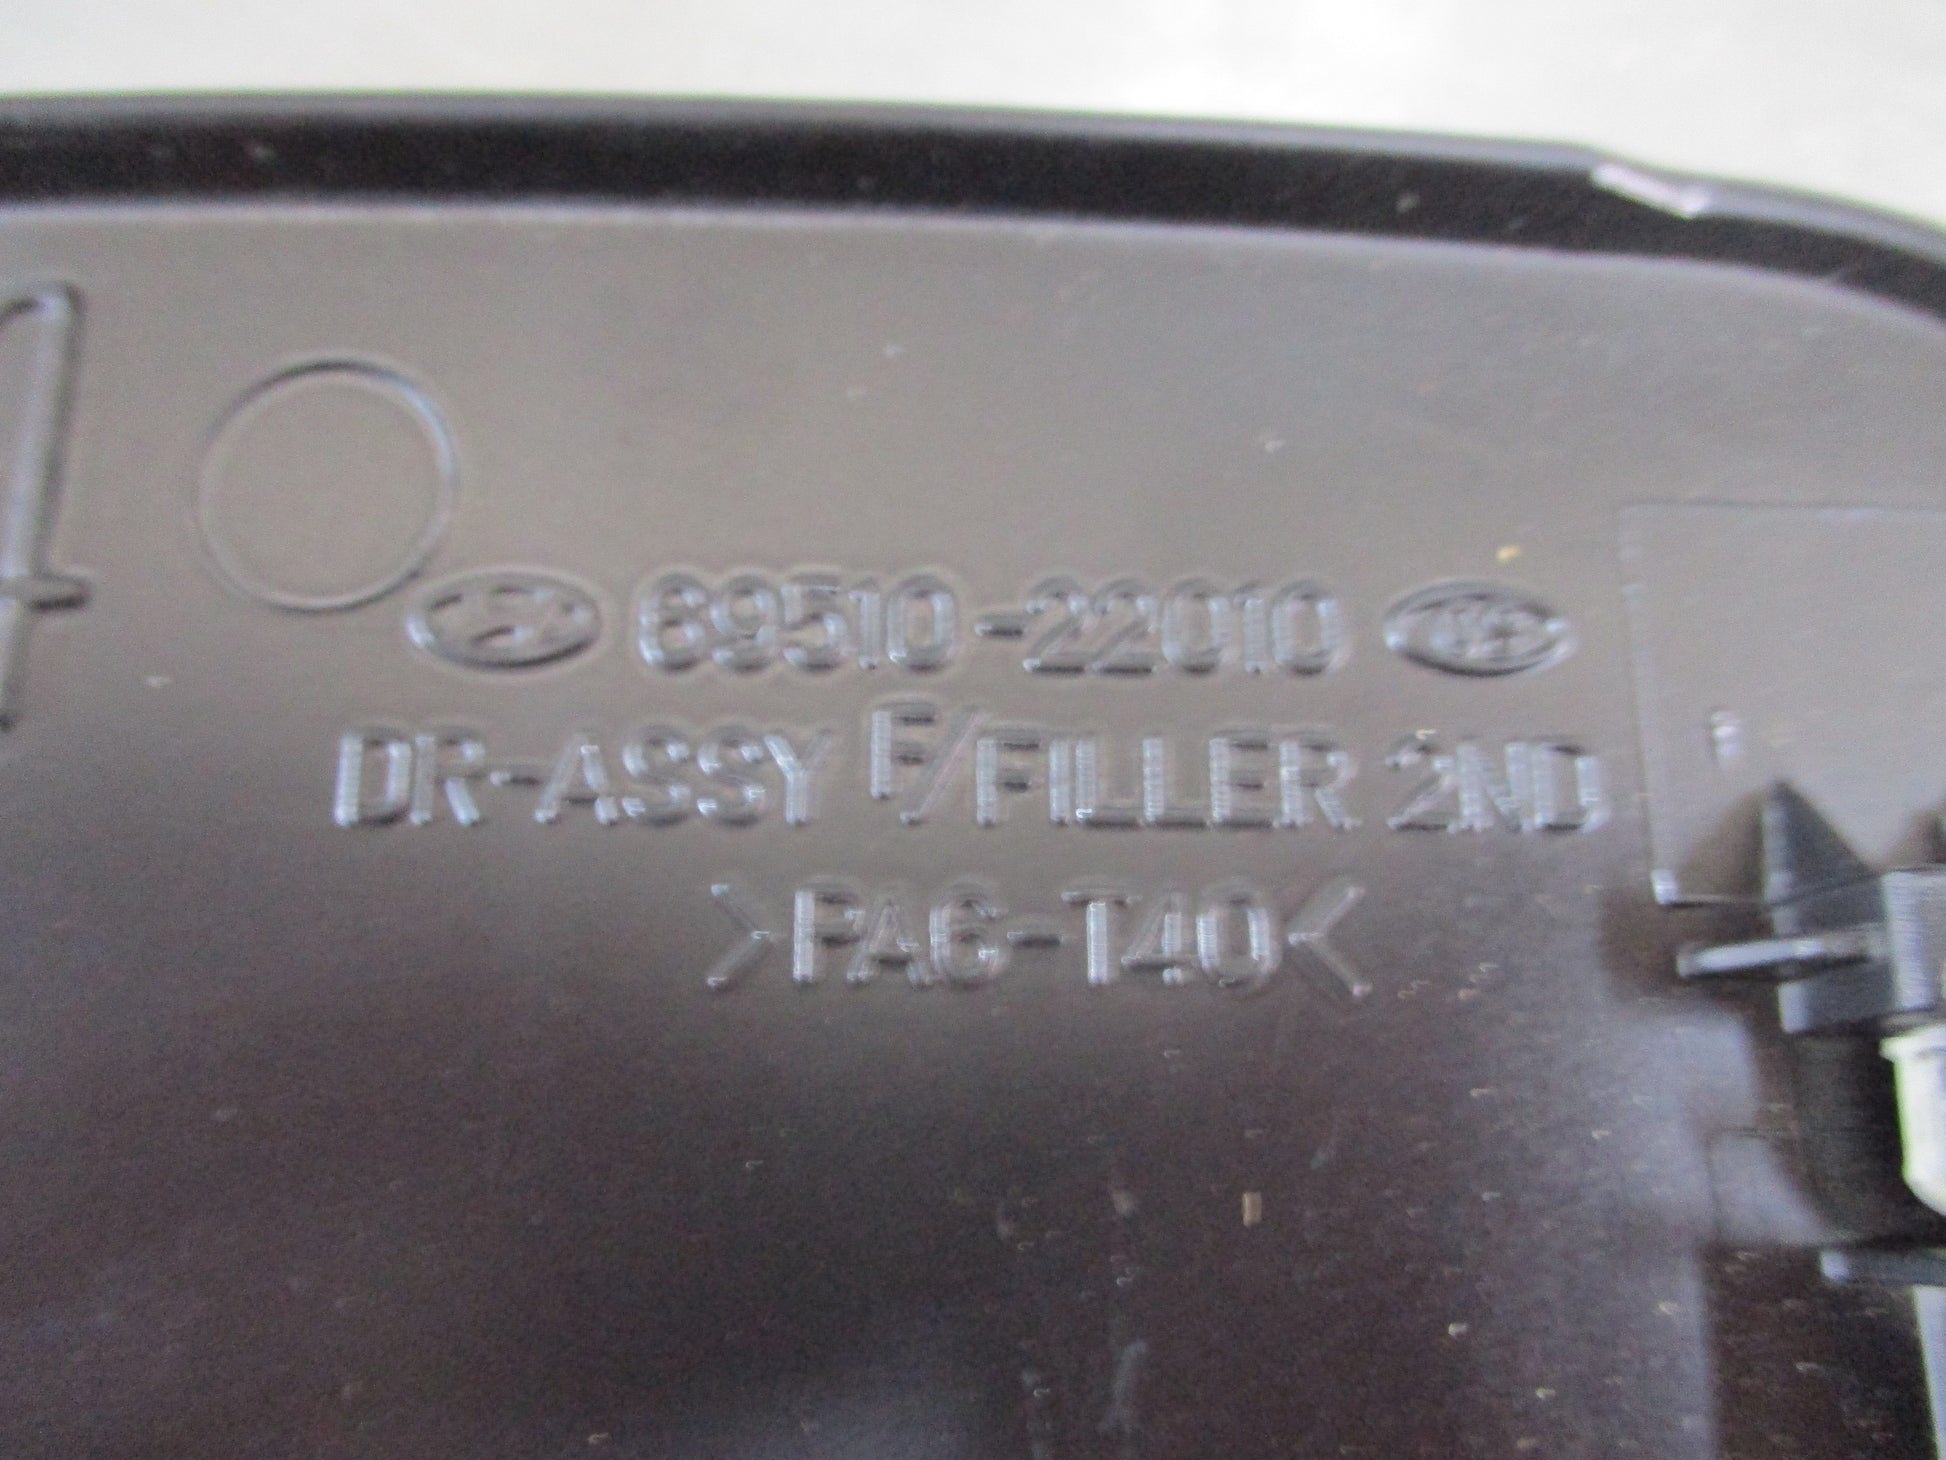 69510-22010
DR-ASSY F/FILLER 2ND
>PA6-T40<